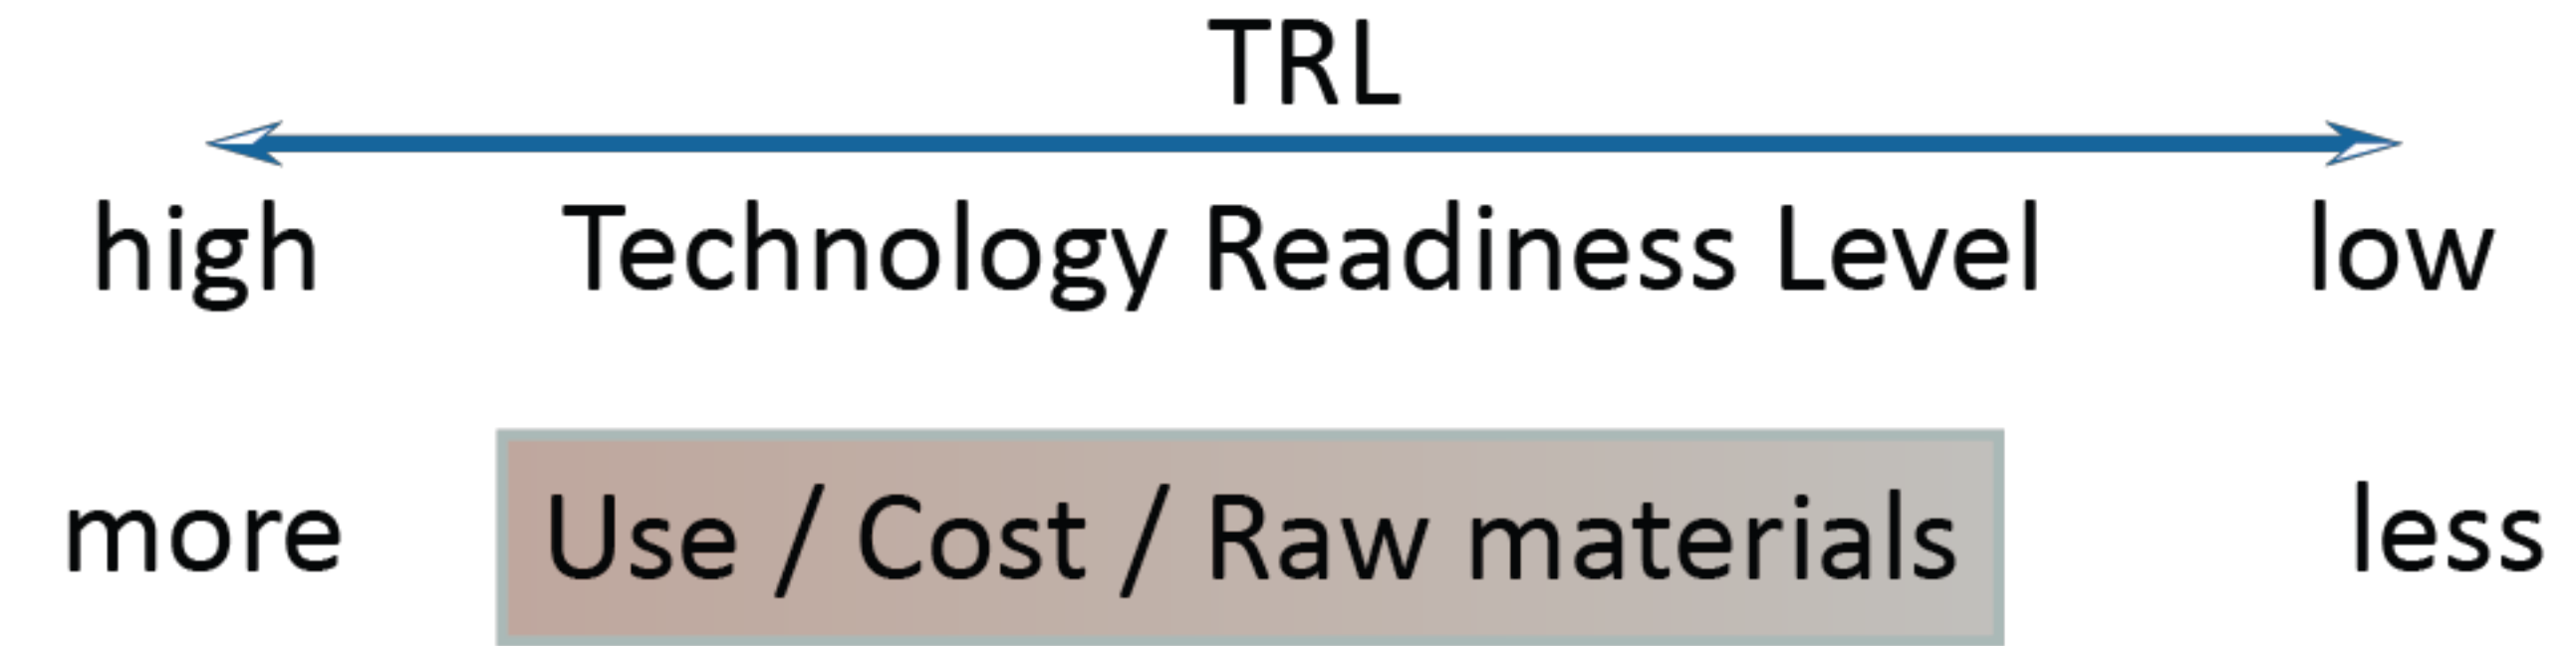 TRL
high Technology Readiness Level low
more Use / Cost / Raw materials less